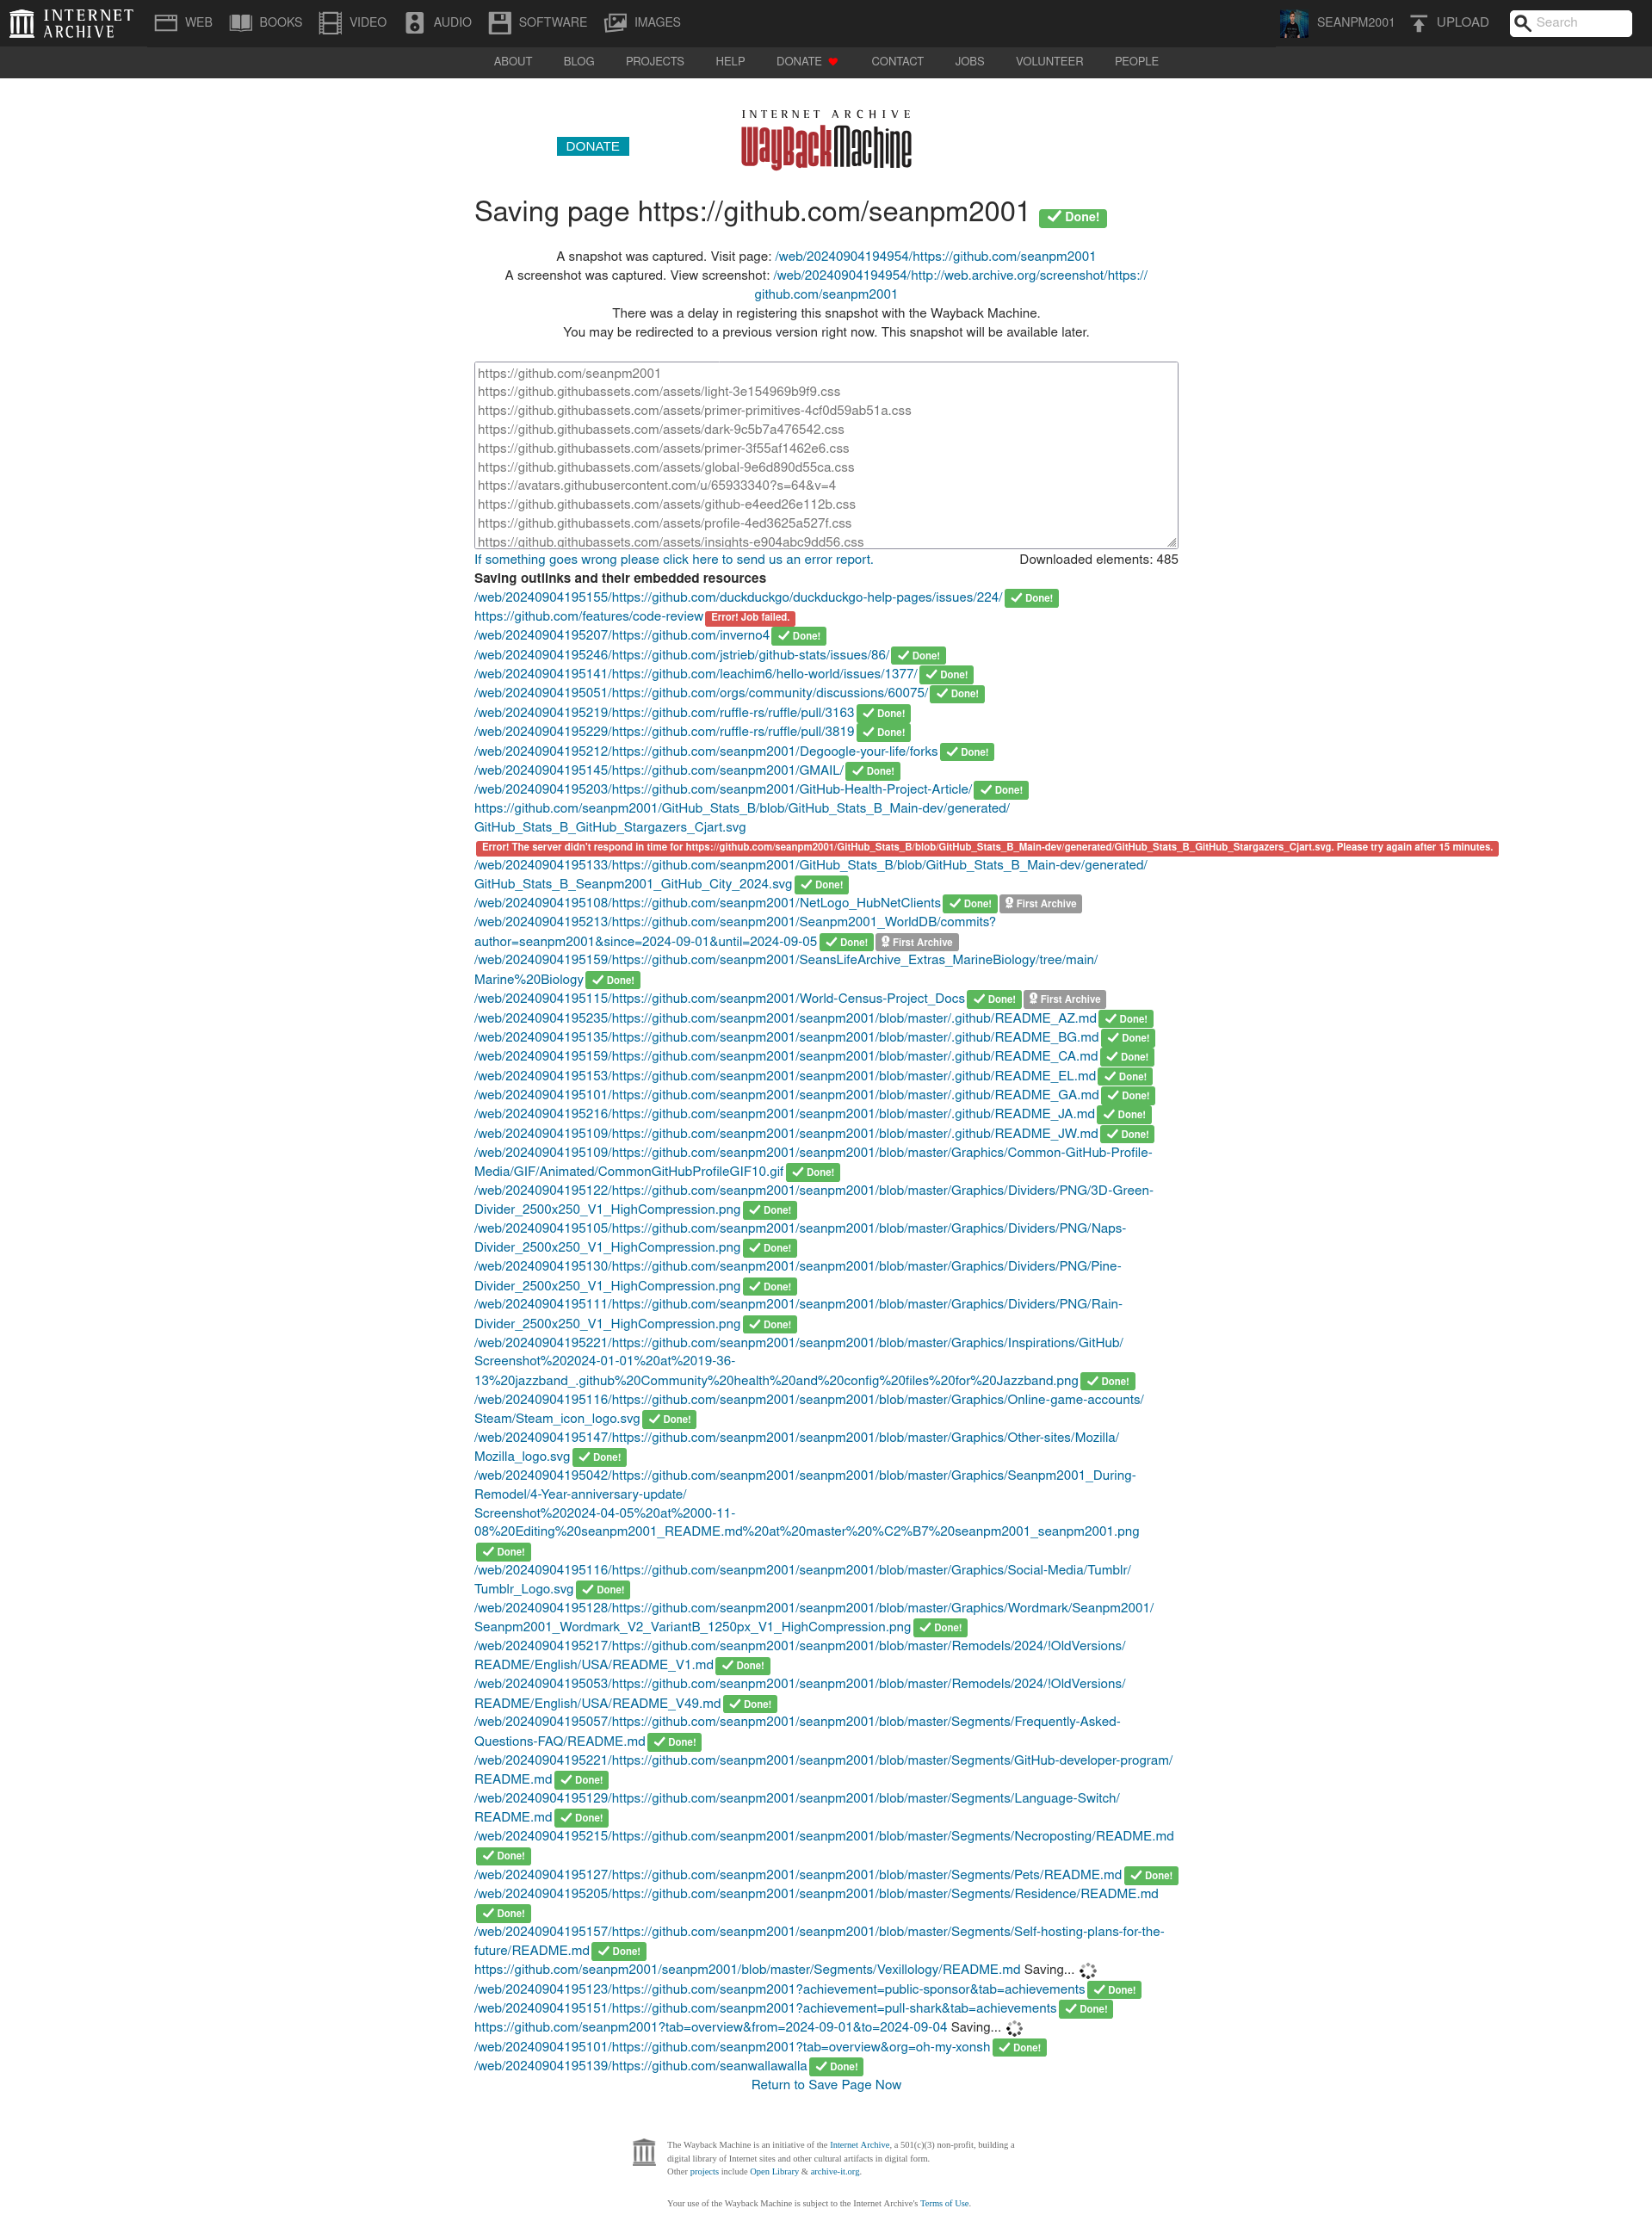 INTERNET ARCHIVE
WEB BOOKS VIDEO AUDIO SOFTWARE IMAGES SEANPM2001 UPLOAD Search
ABOUT BLOG PROJECTS HELP DONATE CONTACT JOBS VOLUNTEER PEOPLE
INTERNET ARCHIVE
DONATE WayBackMachine
Saving page https://github.com/seanpm2001 Done!
A snapshot was captured. Visit page: /web/20240904194954/https://github.com/seanpm2001
A screenshot was captured. View screenshot: /web/20240904194954/http://web.archive.org/screenshot/https://
github.com/seanpm2001
There was a delay in registering this snapshot with the Wayback Machine.
You may be redirected to a previous version right now. This snapshot will be available later.
https://github.com/seanpm2001
https://github.githubassets.com/assets/light-3e154969b9f9.css
https://github.githubassets.com/assets/primer-primitives-4cf0d59ab51a.css
https://github.githubassets.com/assets/dark-9c5b7a476542.css
https://github.githubassets.com/assets/primer-3f55af1462e6.css
https://github.githubassets.com/assets/global-9e6d890d55ca.css
https://avatars.githubusercontent.com/u/65933340?s=64&v=4
https://github.githubassets.com/assets/github-e4eed26e112b.css
https://github.githubassets.com/assets/profile-4ed3625a527f.css
https://github.githubassets.com/assets/insights-e904abc9dd56.css
If something goes wrong please click here to send us an error report. Downloaded elements: 485
Saving outlinks and their embedded resources
/web/20240904195155/https://github.com/duckduckgo/duckduckgo-help-pages/issues/224/ Done!
https://github.com/features/code-review Error! Job failed.
/web/20240904195207/https://github.com/inverno4 Done!
/web/20240904195246/https://github.com/jstrieb/github-stats/issues/86/ Done!
/web/20240904195141/https://github.com/leachim6/hello-world/issues/1377/ Done!
/web/20240904195051/https://github.com/orgs/community/discussions/60075/ Done!
/web/20240904195219/https://github.com/ruffle-rs/ruffle/pull/3163 Done!
/web/20240904195229/https://github.com/ruffle-rs/ruffle/pull/3819 Done!
/web/20240904195212/https://github.com/seanpm2001/Degoogle-your-life/forks Done!
/web/20240904195145/https://github.com/seanpm2001/GMAIL/ Done!
/web/20240904195203/https://github.com/seanpm2001/GitHub-Health-Project-Article/ Done!
https://github.com/seanpm2001/GitHub_Stats_B/blob/GitHub_Stats_B_Main-dev/generated/
GitHub_Stats_B_GitHub_Stargazers_Cjart.svg
Error! The server didn't respond in time for https://github.com/seanpm2001/GitHub_Stats_B/blob/GitHub_Stats_B_Main-dev/generated/GitHub_Stats_B_GitHub_Stargazers_Cjart.svg. Please try again after 15 minutes.
/web/20240904195133/https://github.com/seanpm2001/GitHub_Stats_B/blob/GitHub_Stats_B_Main-dev/generated/
GitHub_Stats_B_Seanpm2001_GitHub_City_2024.svg Done!
/web/20240904195108/https://github.com/seanpm2001/NetLogo_HubNetClients Done! First Archive
/web/20240904195213/https://github.com/seanpm2001/Seanpm2001_WorldDB/commits?
author=seanpm2001&since=2024-09-01&until=2024-09-05 Done! First Archive
/web/20240904195159/https://github.com/seanpm2001/SeansLifeArchive_Extras_MarineBiology/tree/main/
Marine%20Biology Done!
/web/20240904195115/https://github.com/seanpm2001/World-Census-Project_Docs Done! First Archive
/web/20240904195235/https://github.com/seanpm2001/seanpm2001/blob/master/.github/README_AZ.md Done!
/web/20240904195135/https://github.com/seanpm2001/seanpm2001/blob/master/.github/README_BG.md Done!
/web/20240904195159/https://github.com/seanpm2001/seanpm2001/blob/master/.github/README_CA.md Done!
/web/20240904195153/https://github.com/seanpm2001/seanpm2001/blob/master/.github/README_EL.md Done!
/web/20240904195101/https://github.com/seanpm2001/seanpm2001/blob/master/.github/README_GA.md Done!
/web/20240904195216/https://github.com/seanpm2001/seanpm2001/blob/master/.github/README_JA.md Done!
/web/20240904195109/https://github.com/seanpm2001/seanpm2001/blob/master/.github/README_JW.md Done!
/web/20240904195109/https://github.com/seanpm2001/seanpm2001/blob/master/Graphics/Common-GitHub-Profile-
Media/GIF/Animated/CommonGitHubProfileGIF10.gif Done!
/web/20240904195122/https://github.com/seanpm2001/seanpm2001/blob/master/Graphics/Dividers/PNG/3D-Green-
Divider_2500x250_V1_HighCompression.png Done!
/web/20240904195105/https://github.com/seanpm2001/seanpm2001/blob/master/Graphics/Dividers/PNG/Naps-
Divider_2500x250_V1_HighCompression.png Done!
/web/20240904195130/https://github.com/seanpm2001/seanpm2001/blob/master/Graphics/Dividers/PNG/Pine-
Divider_2500x250_V1_HighCompression.png Done!
/web/20240904195111/https://github.com/seanpm2001/seanpm2001/blob/master/Graphics/Dividers/PNG/Rain-
Divider_2500x250_V1_HighCompression.png Done!
/web/20240904195221/https://github.com/seanpm2001/seanpm2001/blob/master/Graphics/Inspirations/GitHub/
Screenshot%202024-01-01%20at%2019-36-
13%20jazzband_.github%20Community%20health%20and%20config%20files%20for%20Jazzband.png Done!
/web/20240904195116/https://github.com/seanpm2001/seanpm2001/blob/master/Graphics/Online-game-accounts/
Steam/Steam_icon_logo.svg Done!
/web/20240904195147/https://github.com/seanpm2001/seanpm2001/blob/master/Graphics/Other-sites/Mozilla/
Mozilla_logo.svg Done!
/web/20240904195042/https://github.com/seanpm2001/seanpm2001/blob/master/Graphics/Seanpm2001_During-
Remodel/4-Year-anniversary-update/
Screenshot%202024-04-05%20at%2000-11-
08%20Editing%20seanpm2001_README.md%20at%20master%20%C2%B7%20seanpm2001_seanpm2001.png
Done!
/web/20240904195116/https://github.com/seanpm2001/seanpm2001/blob/master/Graphics/Social-Media/Tumblr/
Tumblr_Logo.svg Done!
/web/20240904195128/https://github.com/seanpm2001/seanpm2001/blob/master/Graphics/Wordmark/Seanpm2001/
Seanpm2001_Wordmark_V2_VariantB_1250px_V1_HighCompression.png Done!
/web/20240904195217/https://github.com/seanpm2001/seanpm2001/blob/master/Remodels/2024/!OldVersions/
README/English/USA/README_V1.md Done!
/web/20240904195053/https://github.com/seanpm2001/seanpm2001/blob/master/Remodels/2024/!OldVersions/
README/English/USA/README_V49.md Done!
/web/20240904195057/https://github.com/seanpm2001/seanpm2001/blob/master/Segments/Frequently-Asked-
Questions-FAQ/README.md Done!
/web/20240904195221/https://github.com/seanpm2001/seanpm2001/blob/master/Segments/GitHub-developer-program/
README.md Done!
/web/20240904195129/https://github.com/seanpm2001/seanpm2001/blob/master/Segments/Language-Switch/
README.md Done!
/web/20240904195215/https://github.com/seanpm2001/seanpm2001/blob/master/Segments/Necroposting/README.md
Done!
/web/20240904195127/https://github.com/seanpm2001/seanpm2001/blob/master/Segments/Pets/README.md Done!
/web/20240904195205/https://github.com/seanpm2001/seanpm2001/blob/master/Segments/Residence/README.md
Done!
/web/20240904195157/https://github.com/seanpm2001/seanpm2001/blob/master/Segments/Self-hosting-plans-for-the-
future/README.md Done!
https://github.com/seanpm2001/seanpm2001/blob/master/Segments/Vexillology/README.md Saving...
/web/20240904195123/https://github.com/seanpm2001?achievement=public-sponsor&tab=achievements Done!
/web/20240904195151/https://github.com/seanpm2001?achievement=pull-shark&tab=achievements Done!
https://github.com/seanpm2001?tab=overview&from=2024-09-01&to=2024-09-04 Saving...
/web/20240904195101/https://github.com/seanpm2001?tab=overview&org=oh-my-xonsh Done!
/web/20240904195139/https://github.com/seanwallawalla Done!
Return to Save Page Now
The Wayback Machine is an initiative of the Internet Archive, a 501(c)(3) non-profit, building a
digital library of Internet sites and other cultural artifacts in digital form.
Other projects include Open Library & archive-it.org.
Your use of the Wayback Machine is subject to the Internet Archive's Terms of Use.